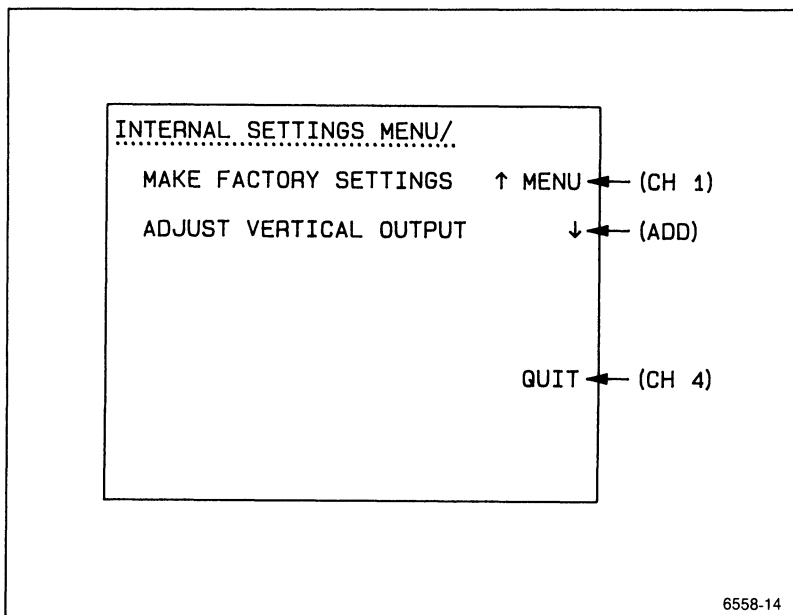 INTERNAL SETTINGS MENU/
MAKE FACTORY SETTINGS ↑ MENU (CH 1)
ADJUST VERTICAL OUTPUT ↓ (ADD)
QUIT (CH 4)
6558-14